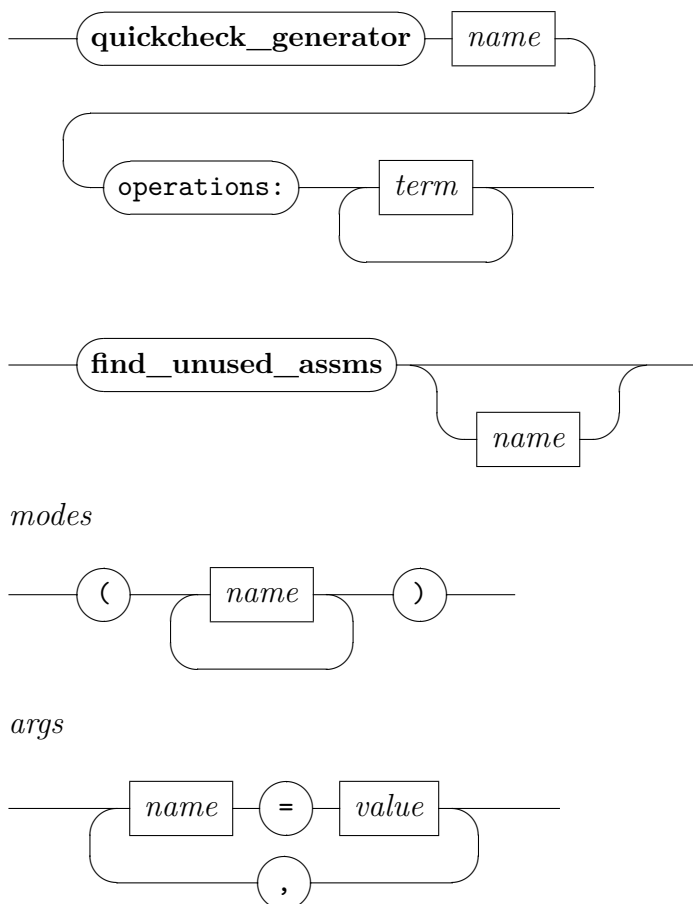 quickcheck_generator name
operations: term
find_unused_assms
name
modes
( name )
args
name = value
,